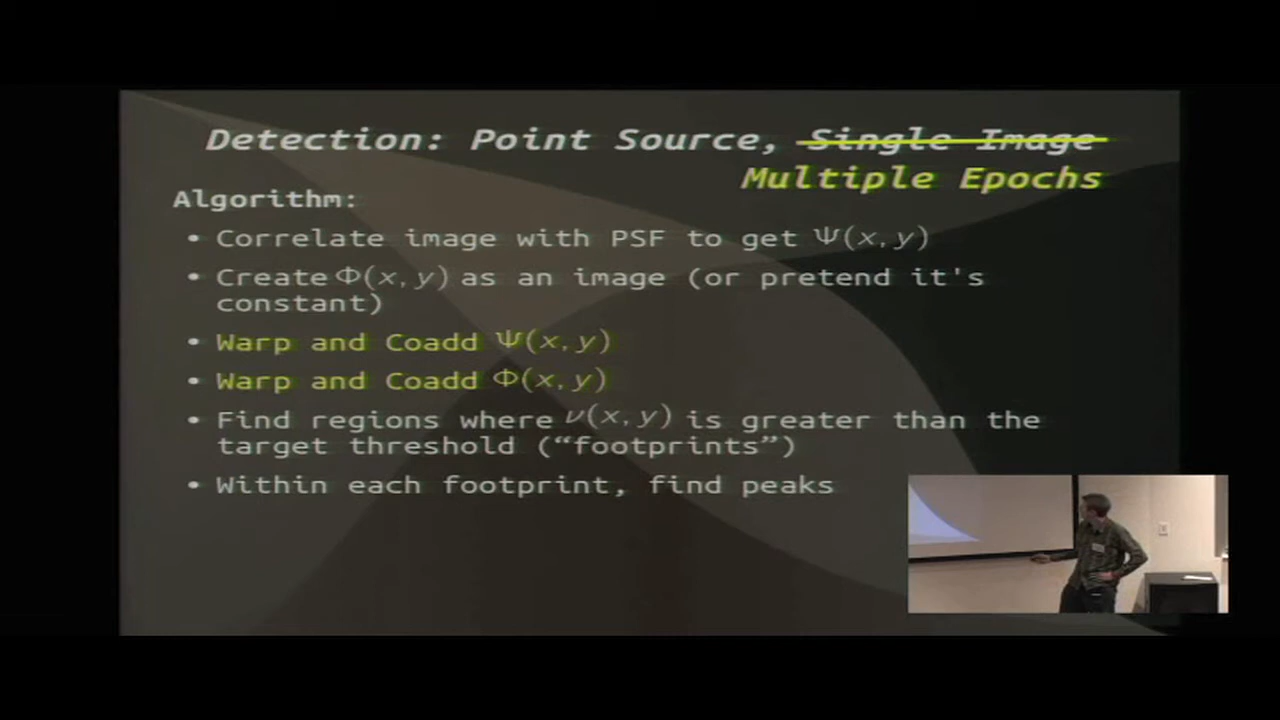 Detection: Point Source, Single Image
Multiple Epochs
Algorithm:
• Correlate image with PSF to get Ψ(x,y)
• Create Φ(x,y) as an image (or pretend it's
constant)
• Warp and Coadd Ψ(x,y)
• Warp and Coadd Φ(x,y)
• Find regions where ν(x,y) is greater than the
target threshold (“footprints”)
• Within each footprint, find peaks